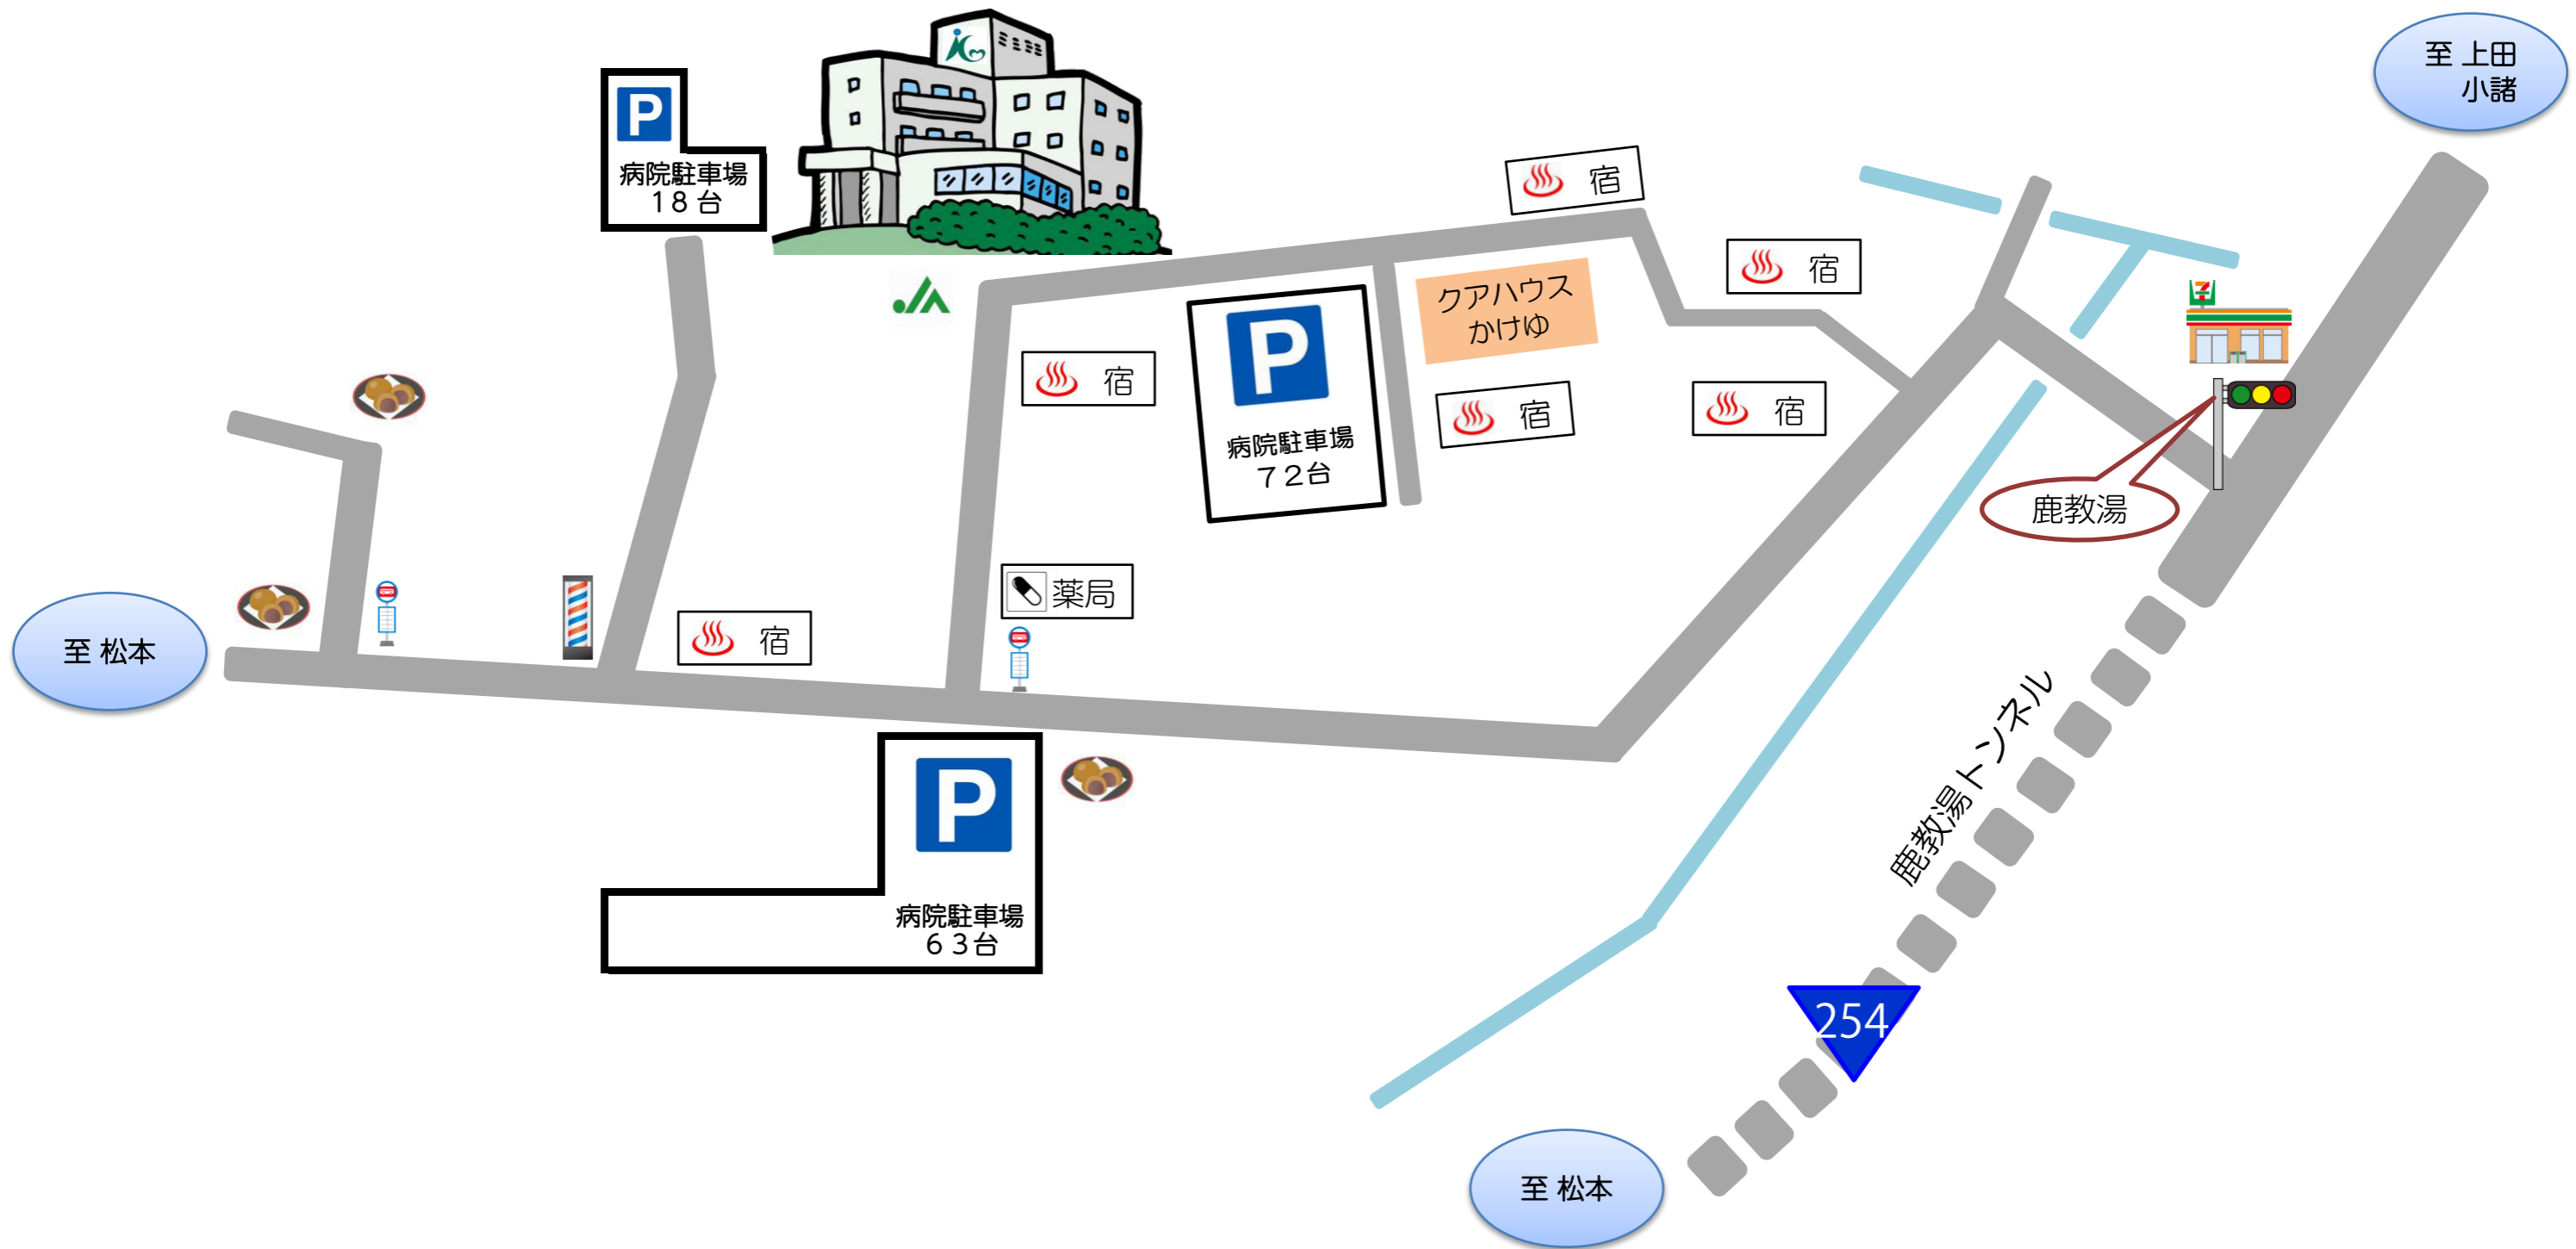 至 上田
小諸
P
病院駐車場
18台
宿
宿
クアハウス
かけゆ
P
宿
宿
宿
病院駐車場
72台
鹿教湯
薬局
宿
至 松本
鹿教湯トンネル
P
病院駐車場
63台
254
至 松本